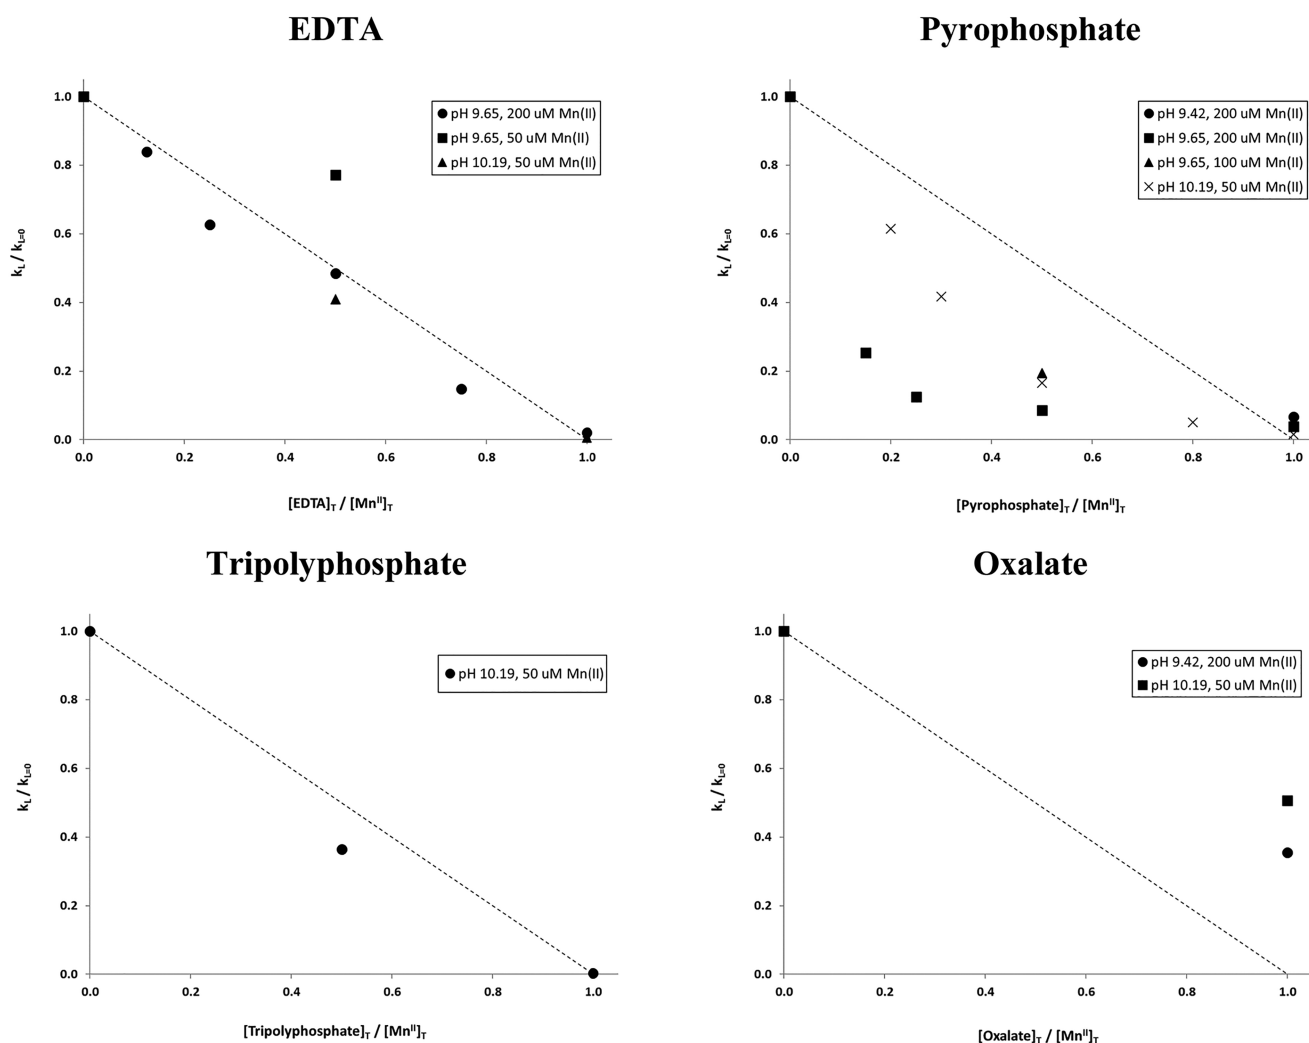 EDTA
1.0
0.8
0.6
0.4
0.2
0.0
0.0 0.2 0.4 0.6 0.8 1.0
kL / kL=0
[EDTA]T / [MnII]T
pH 9.65, 200 uM Mn(II)
pH 9.65, 50 uM Mn(II)
pH 10.19, 50 uM Mn(II)
Pyrophosphate
1.0
0.8
0.6
0.4
0.2
0.0
0.0 0.2 0.4 0.6 0.8 1.0
kL / kL=0
[Pyrophosphate]T / [MnII]T
pH 9.42, 200 uM Mn(II)
pH 9.65, 200 uM Mn(II)
pH 9.65, 100 uM Mn(II)
pH 10.19, 50 uM Mn(II)
Tripolyphosphate
1.0
0.8
0.6
0.4
0.2
0.0
0.0 0.2 0.4 0.6 0.8 1.0
kL / kL=0
[Tripolyphosphate]T / [MnII]T
pH 10.19, 50 uM Mn(II)
Oxalate
1.0
0.8
0.6
0.4
0.2
0.0
0.0 0.2 0.4 0.6 0.8 1.0
kL / kL=0
[Oxalate]T / [MnII]T
pH 9.42, 200 uM Mn(II)
pH 10.19, 50 uM Mn(II)